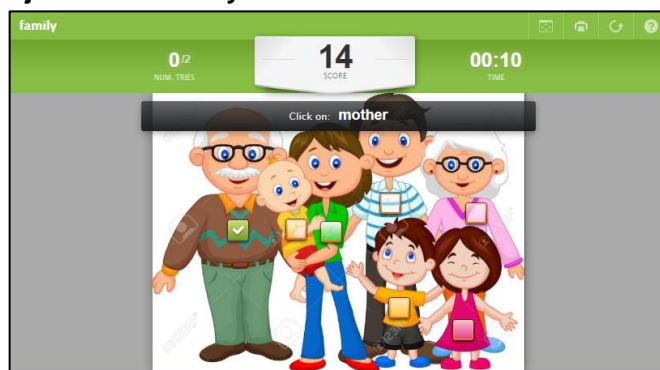 family
0/2
NUM. TRIES
14
SCORE
00:10
TIME
Click on: mother